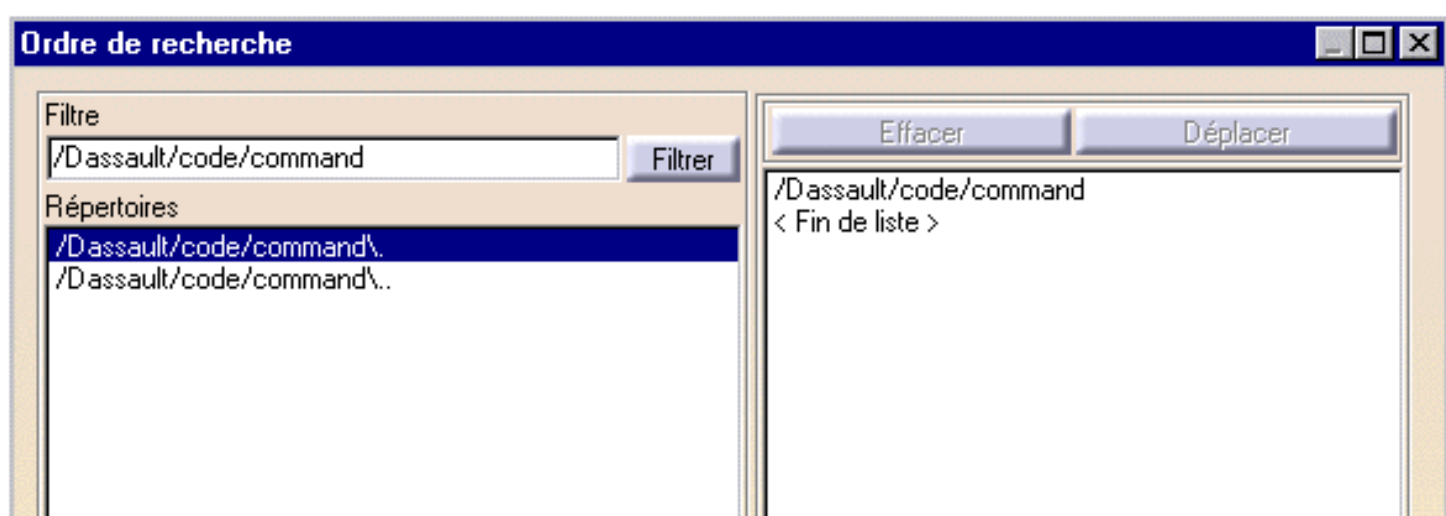 Ordre de recherche
Filtre
/Dassault/code/command
Filtrer
Répertoires
/Dassault/code/command\.
/Dassault/code/command\..
Effacer
Déplacer
/Dassault/code/command
< Fin de liste >